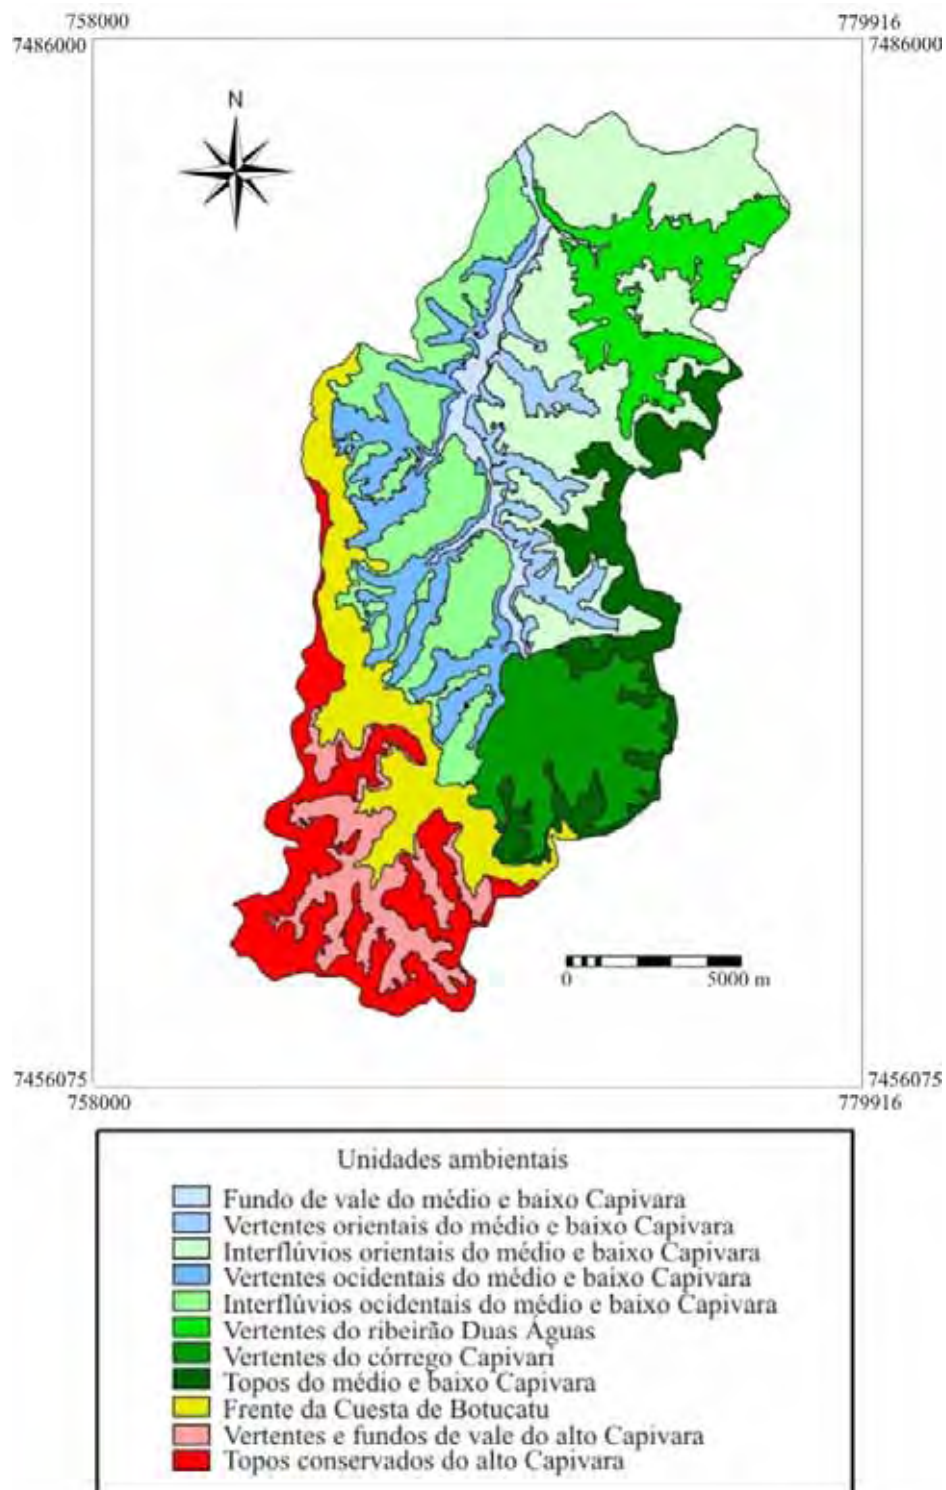 758000 779916
7486000 7486000
N
0 5000 m
7456075 7456075
758000 779916
Unidades ambientais
Fundo de vale do médio e baixo Capivara
Vertentes orientais do médio e baixo Capivara
Interflúvios orientais do médio e baixo Capivara
Vertentes ocidentais do médio e baixo Capivara
Interflúvios ocidentais do médio e baixo Capivara
Vertentes do ribeirão Duas Águas
Vertentes do córrego Capivari
Topos do médio e baixo Capivara
Frente da Cuesta de Botucatu
Vertentes e fundos de vale do alto Capivara
Topos conservados do alto Capivara